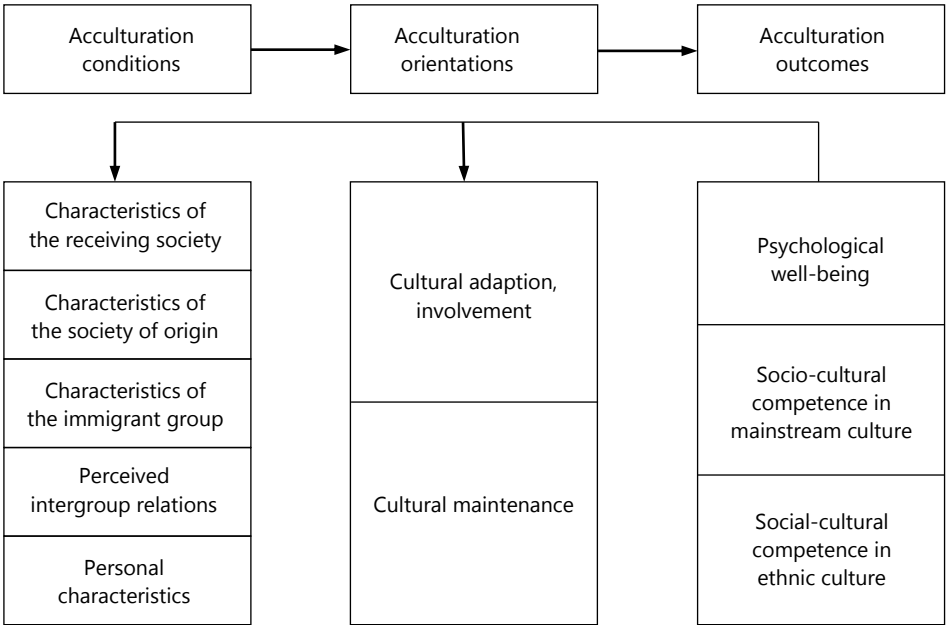 Acculturation
conditions
Acculturation
orientations
Acculturation
outcomes
Characteristics of
the receiving society
Characteristics of
the society of origin
Characteristics of
the immigrant group
Perceived
intergroup relations
Personal
characteristics
Cultural adaption,
involvement
Cultural maintenance
Psychological
well-being
Socio-cultural
competence in
mainstream culture
Social-cultural
competence in
ethnic culture